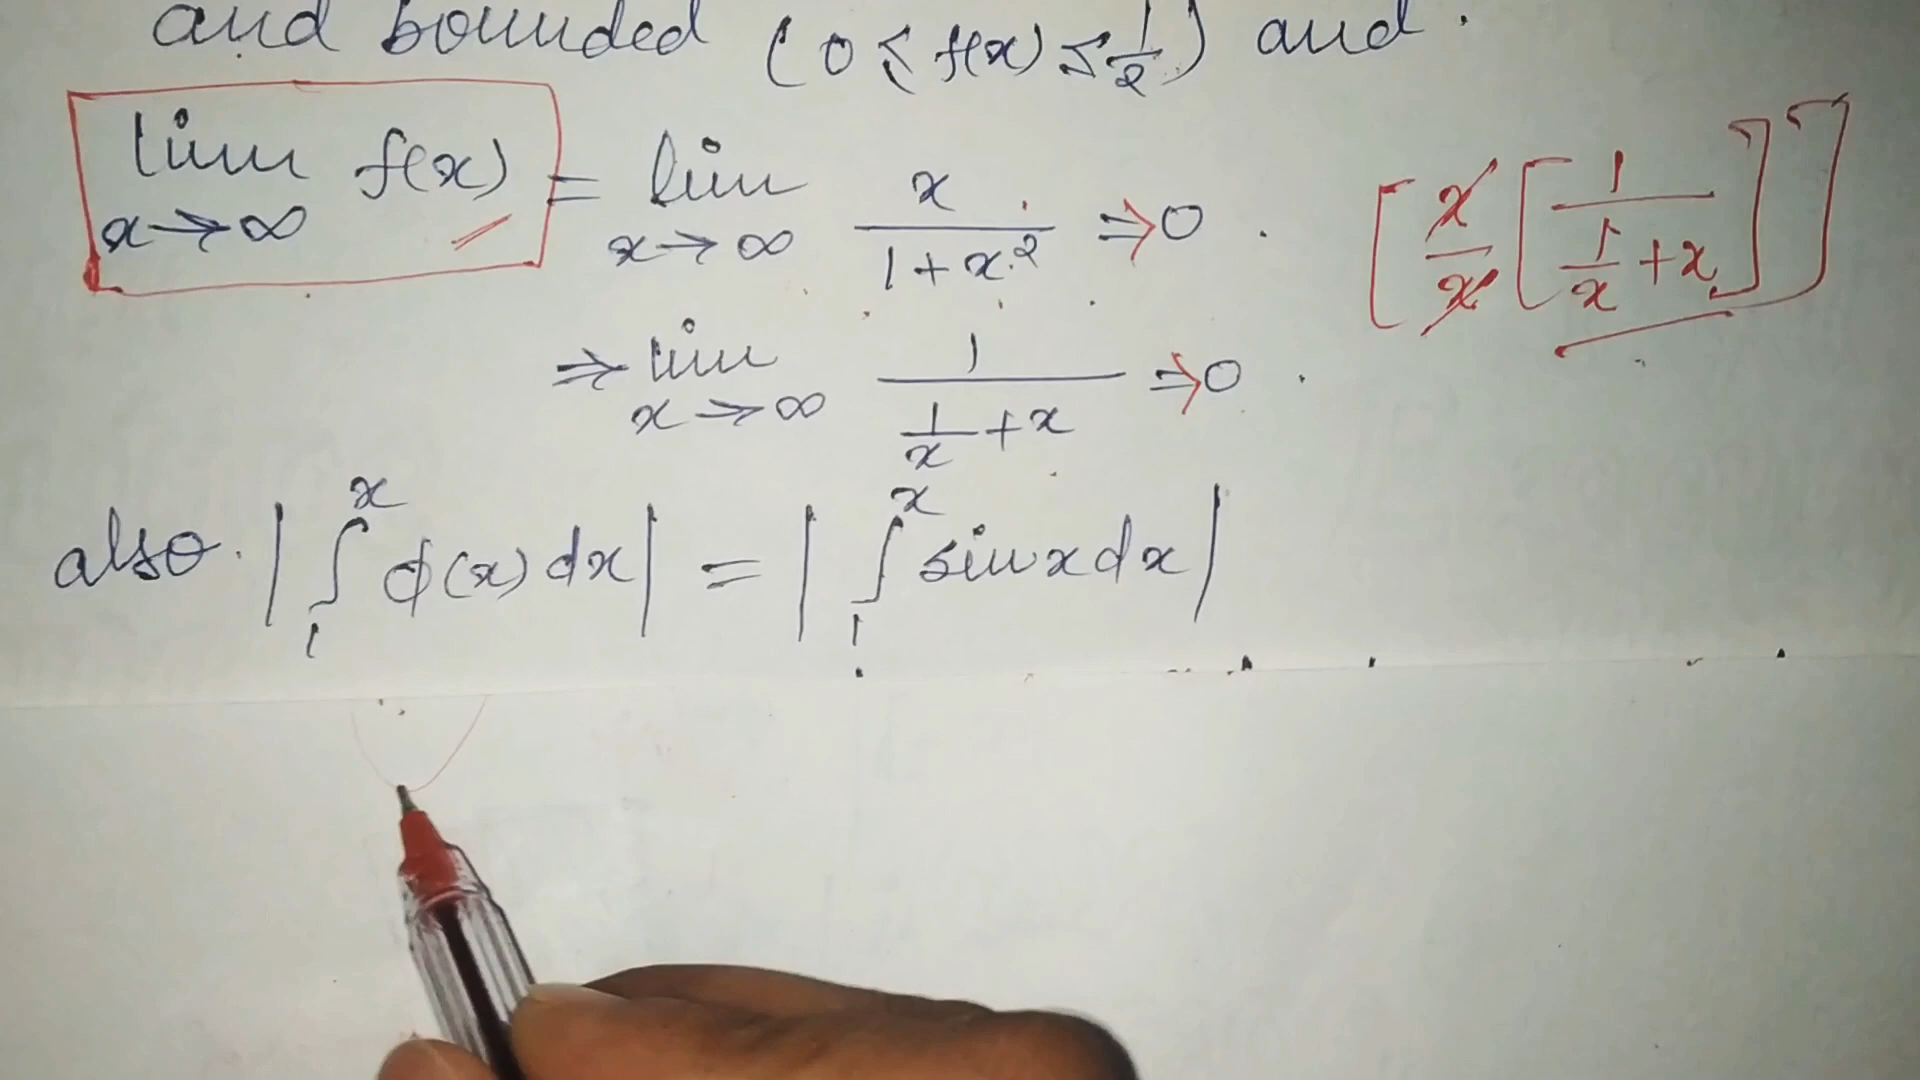 and bounded (0 ≤ f(x) ≤ 1/2) and.
lim x→∞ f(x) = lim x→∞ x/(1+x²) ⇒ 0. [x/x [1/(1/x + x)]]
⇒ lim x→∞ 1/(1/x + x) ⇒ 0.
also |∫₁ˣ ϕ(x) dx| = |∫₁ˣ sin x dx|